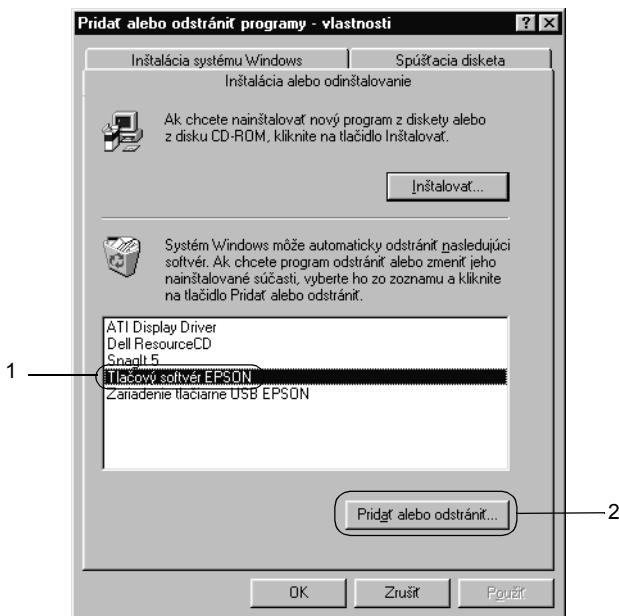 Pridať alebo odstrániť programy - vlastnosti
Inštalácia systému Windows
Spúšťacia disketa
Inštalácia alebo odinštalovanie
Ak chcete nainštalovať nový program z diskety alebo
z disku CD-ROM, kliknite na tlačidlo Inštalovať.
Inštalovať...
Systém Windows môže automaticky odstrániť nasledujúci
softvér. Ak chcete program odstrániť alebo zmeniť jeho
nainštalované súčasti, vyberte ho zo zoznamu a kliknite
na tlačidlo Pridať alebo odstrániť.
ATI Display Driver
Dell ResourceCD
SnagIt 5
1
Tlačový softvér EPSON
Zariadenie tlačiarne USB EPSON
Pridať alebo odstrániť...
2
OK
Zrušiť
Použiť